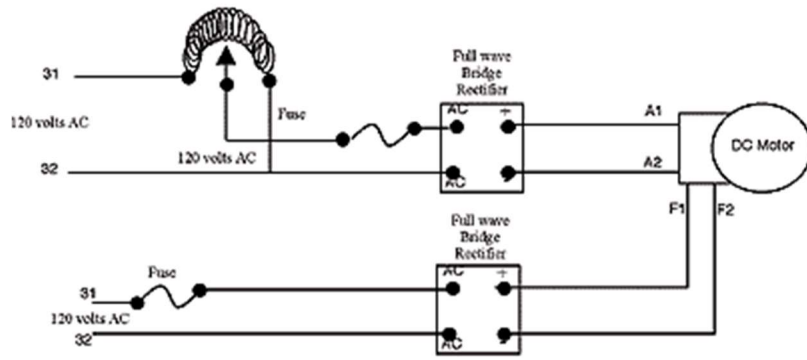 Full wave
Bridge
Rectifier
31
Fuse
AC
+
A1
120 volts AC
DC Motor
120 volts AC
32
A2
-
AC
F1
F2
Full wave
Bridge
Rectifier
Fuse
AC
+
31
120 volts AC
32
-
AC